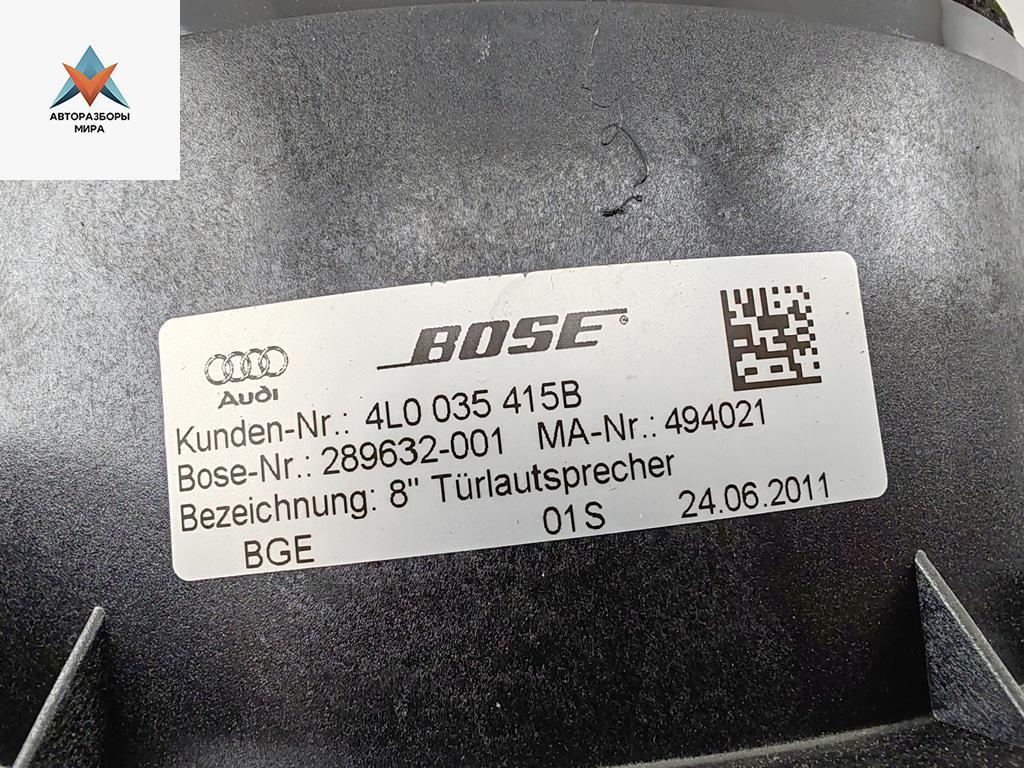 АВТОРАЗБОРЫ
МИРА
BOSE®
Audi
Kunden-Nr.: 4L0 035 415B
Bose-Nr.: 289632-001 MA-Nr.: 494021
Bezeichnung: 8" Türlautsprecher
BGE 01S 24.06.2011